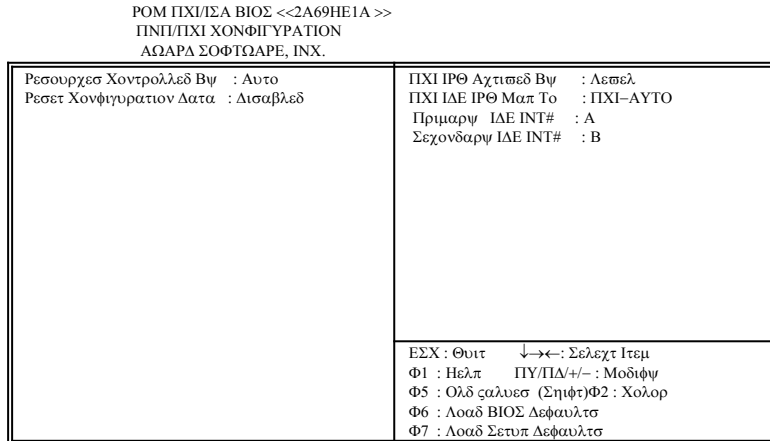 ΡΟΜ ΠΧΙ/ΙΣΑ ΒΙΟΣ <<2Α69ΗΕ1Α >>
ΠΝΠ/ΠΧΙ ΧΟΝΦΙΓΥΡΑΤΙΟΝ
ΑΩΑΡΔ ΣΟΦΤΩΑΡΕ, ΙΝΧ.
Ρεσουρχεσ Χοντρολλεδ Βψ : Αυτο
Ρεσετ Χονφιγυρατιον Δατα : Δισαβλεδ
ΠΧΙ ΙΡΘ Αχτιϖεδ Βψ : Λεϖελ
ΠΧΙ ΙΔΕ ΙΡΘ Μαπ Το : ΠΧΙ−ΑΥΤΟ
Πριμαρψ ΙΔΕ ΙΝΤ# : Α
Σεχονδαρψ ΙΔΕ ΙΝΤ# : Β
ΕΣΧ : Θυιτ ↓→←: Σελεχτ Ιτεμ
Φ1 : Ηελπ ΠΥ/ΠΔ/+/− : Μοδιφψ
Φ5 : Ολδ ςαλυεσ (Σηιφτ)Φ2 : Χολορ
Φ6 : Λοαδ ΒΙΟΣ Δεφαυλτσ
Φ7 : Λοαδ Σετυπ Δεφαυλτσ